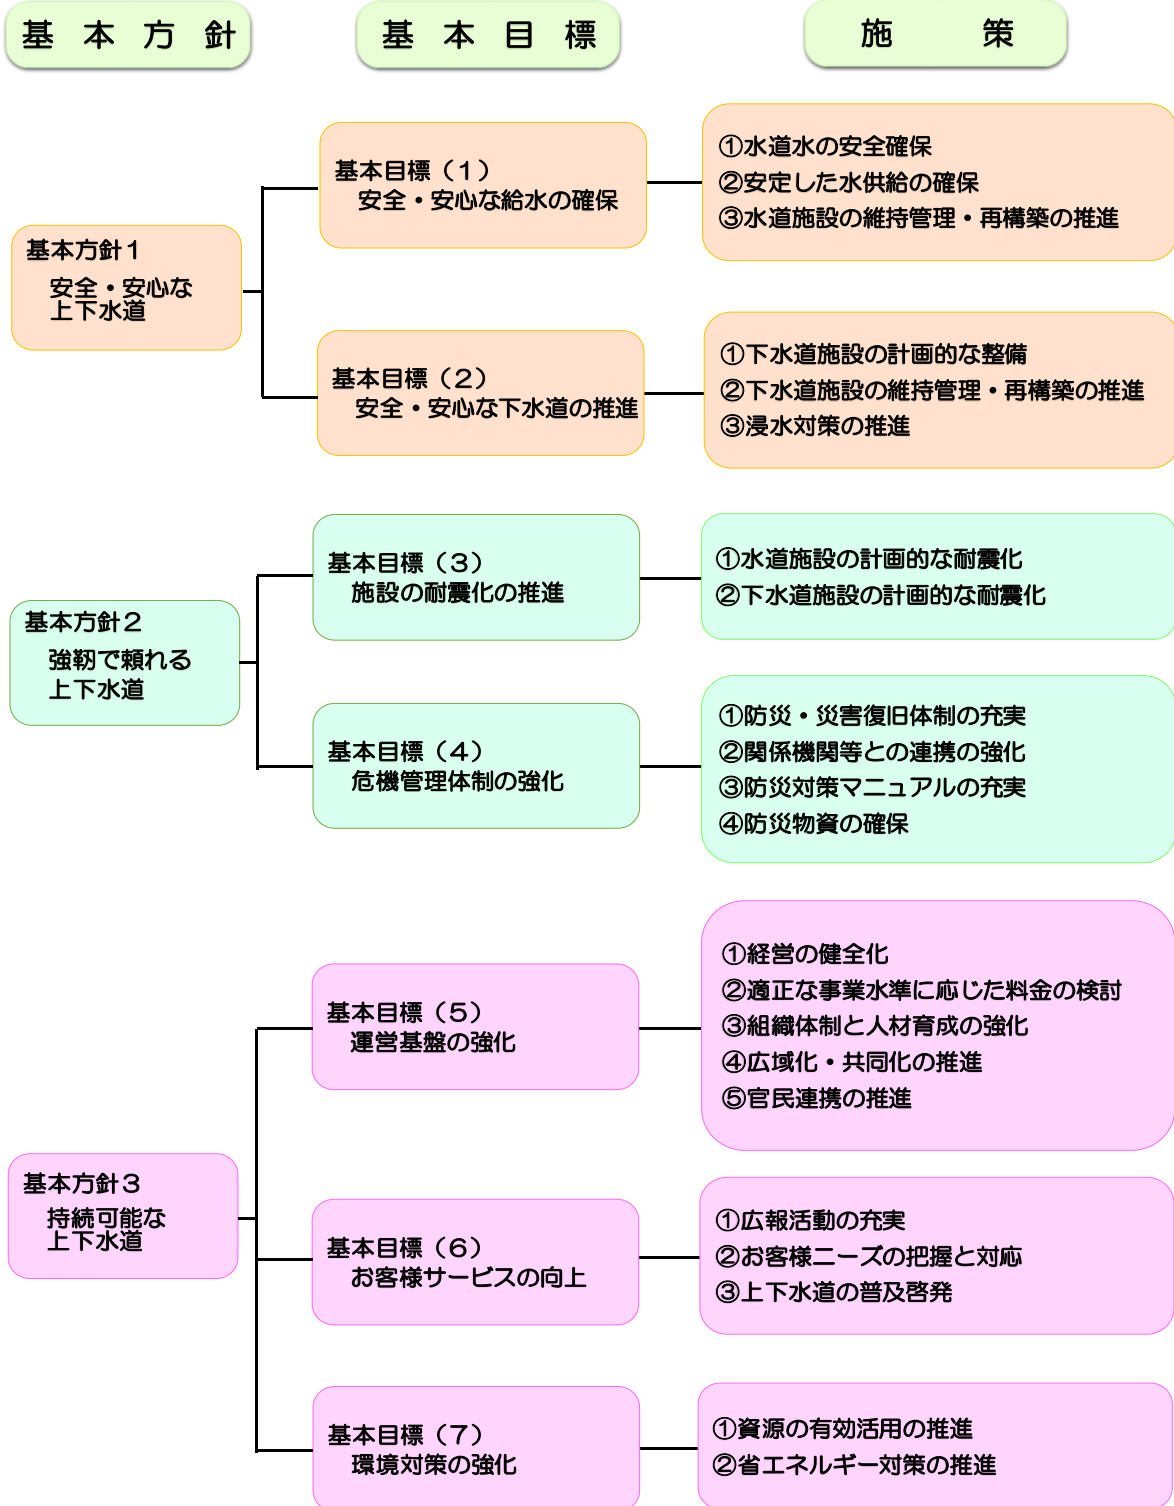 基本方針
基本目標
施策
基本方針１
安全・安心な
上下水道
基本目標（１）
安全・安心な給水の確保
①水道水の安全確保
②安定した水供給の確保
③水道施設の維持管理・再構築の推進
基本目標（２）
安全・安心な下水道の推進
①下水道施設の計画的な整備
②下水道施設の維持管理・再構築の推進
③浸水対策の推進
基本方針２
強靭で頼れる
上下水道
基本目標（３）
施設の耐震化の推進
①水道施設の計画的な耐震化
②下水道施設の計画的な耐震化
基本目標（４）
危機管理体制の強化
①防災・災害復旧体制の充実
②関係機関等との連携の強化
③防災対策マニュアルの充実
④防災物資の確保
基本方針３
持続可能な
上下水道
基本目標（５）
運営基盤の強化
①経営の健全化
②適正な事業水準に応じた料金の検討
③組織体制と人材育成の強化
④広域化・共同化の推進
⑤官民連携の推進
基本目標（６）
お客様サービスの向上
①広報活動の充実
②お客様ニーズの把握と対応
③上下水道の普及啓発
基本目標（７）
環境対策の強化
①資源の有効活用の推進
②省エネルギー対策の推進